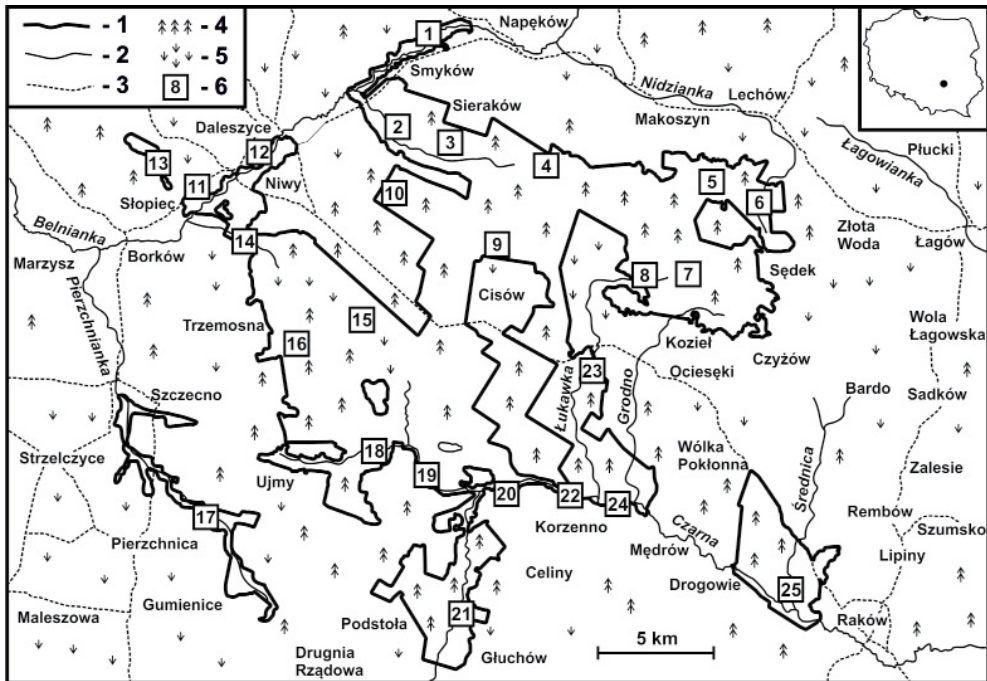 - 1
- 4
- 2
- 5
- 3
8 - 6
1
Napęków
Smyków
Nidzianka
Lechów
Sieraków
Makoszyn
Daleszyce
2
3
4
12
13
11
Niwy
10
5
6
Łagowianka
Płucki
Słopiec
Belnianka
14
9
Złota
Woda
Łagów
Marzysz
Borków
8
7
Sędek
Pierzchnianka
Cisów
Trzemosna
15
16
Kozieł
Czyżów
Wola
Łagowska
23
Ociesęki
Łukawka
Grodno
Bardo
Sadków
Szczecno
Strzelczyce
18
19
Wólka
Pokłonna
Średnica
Zalesie
Ujmy
20
22
24
Korzenno
Czarna
Rembów
Szumsko
17
Pierzchnica
Mędrów
Lipiny
Celiny
Drogowie
25
Gumienice
Maleszowa
Podstoła
21
Raków
Drugnia
Rządowa
Głuchów
5 km